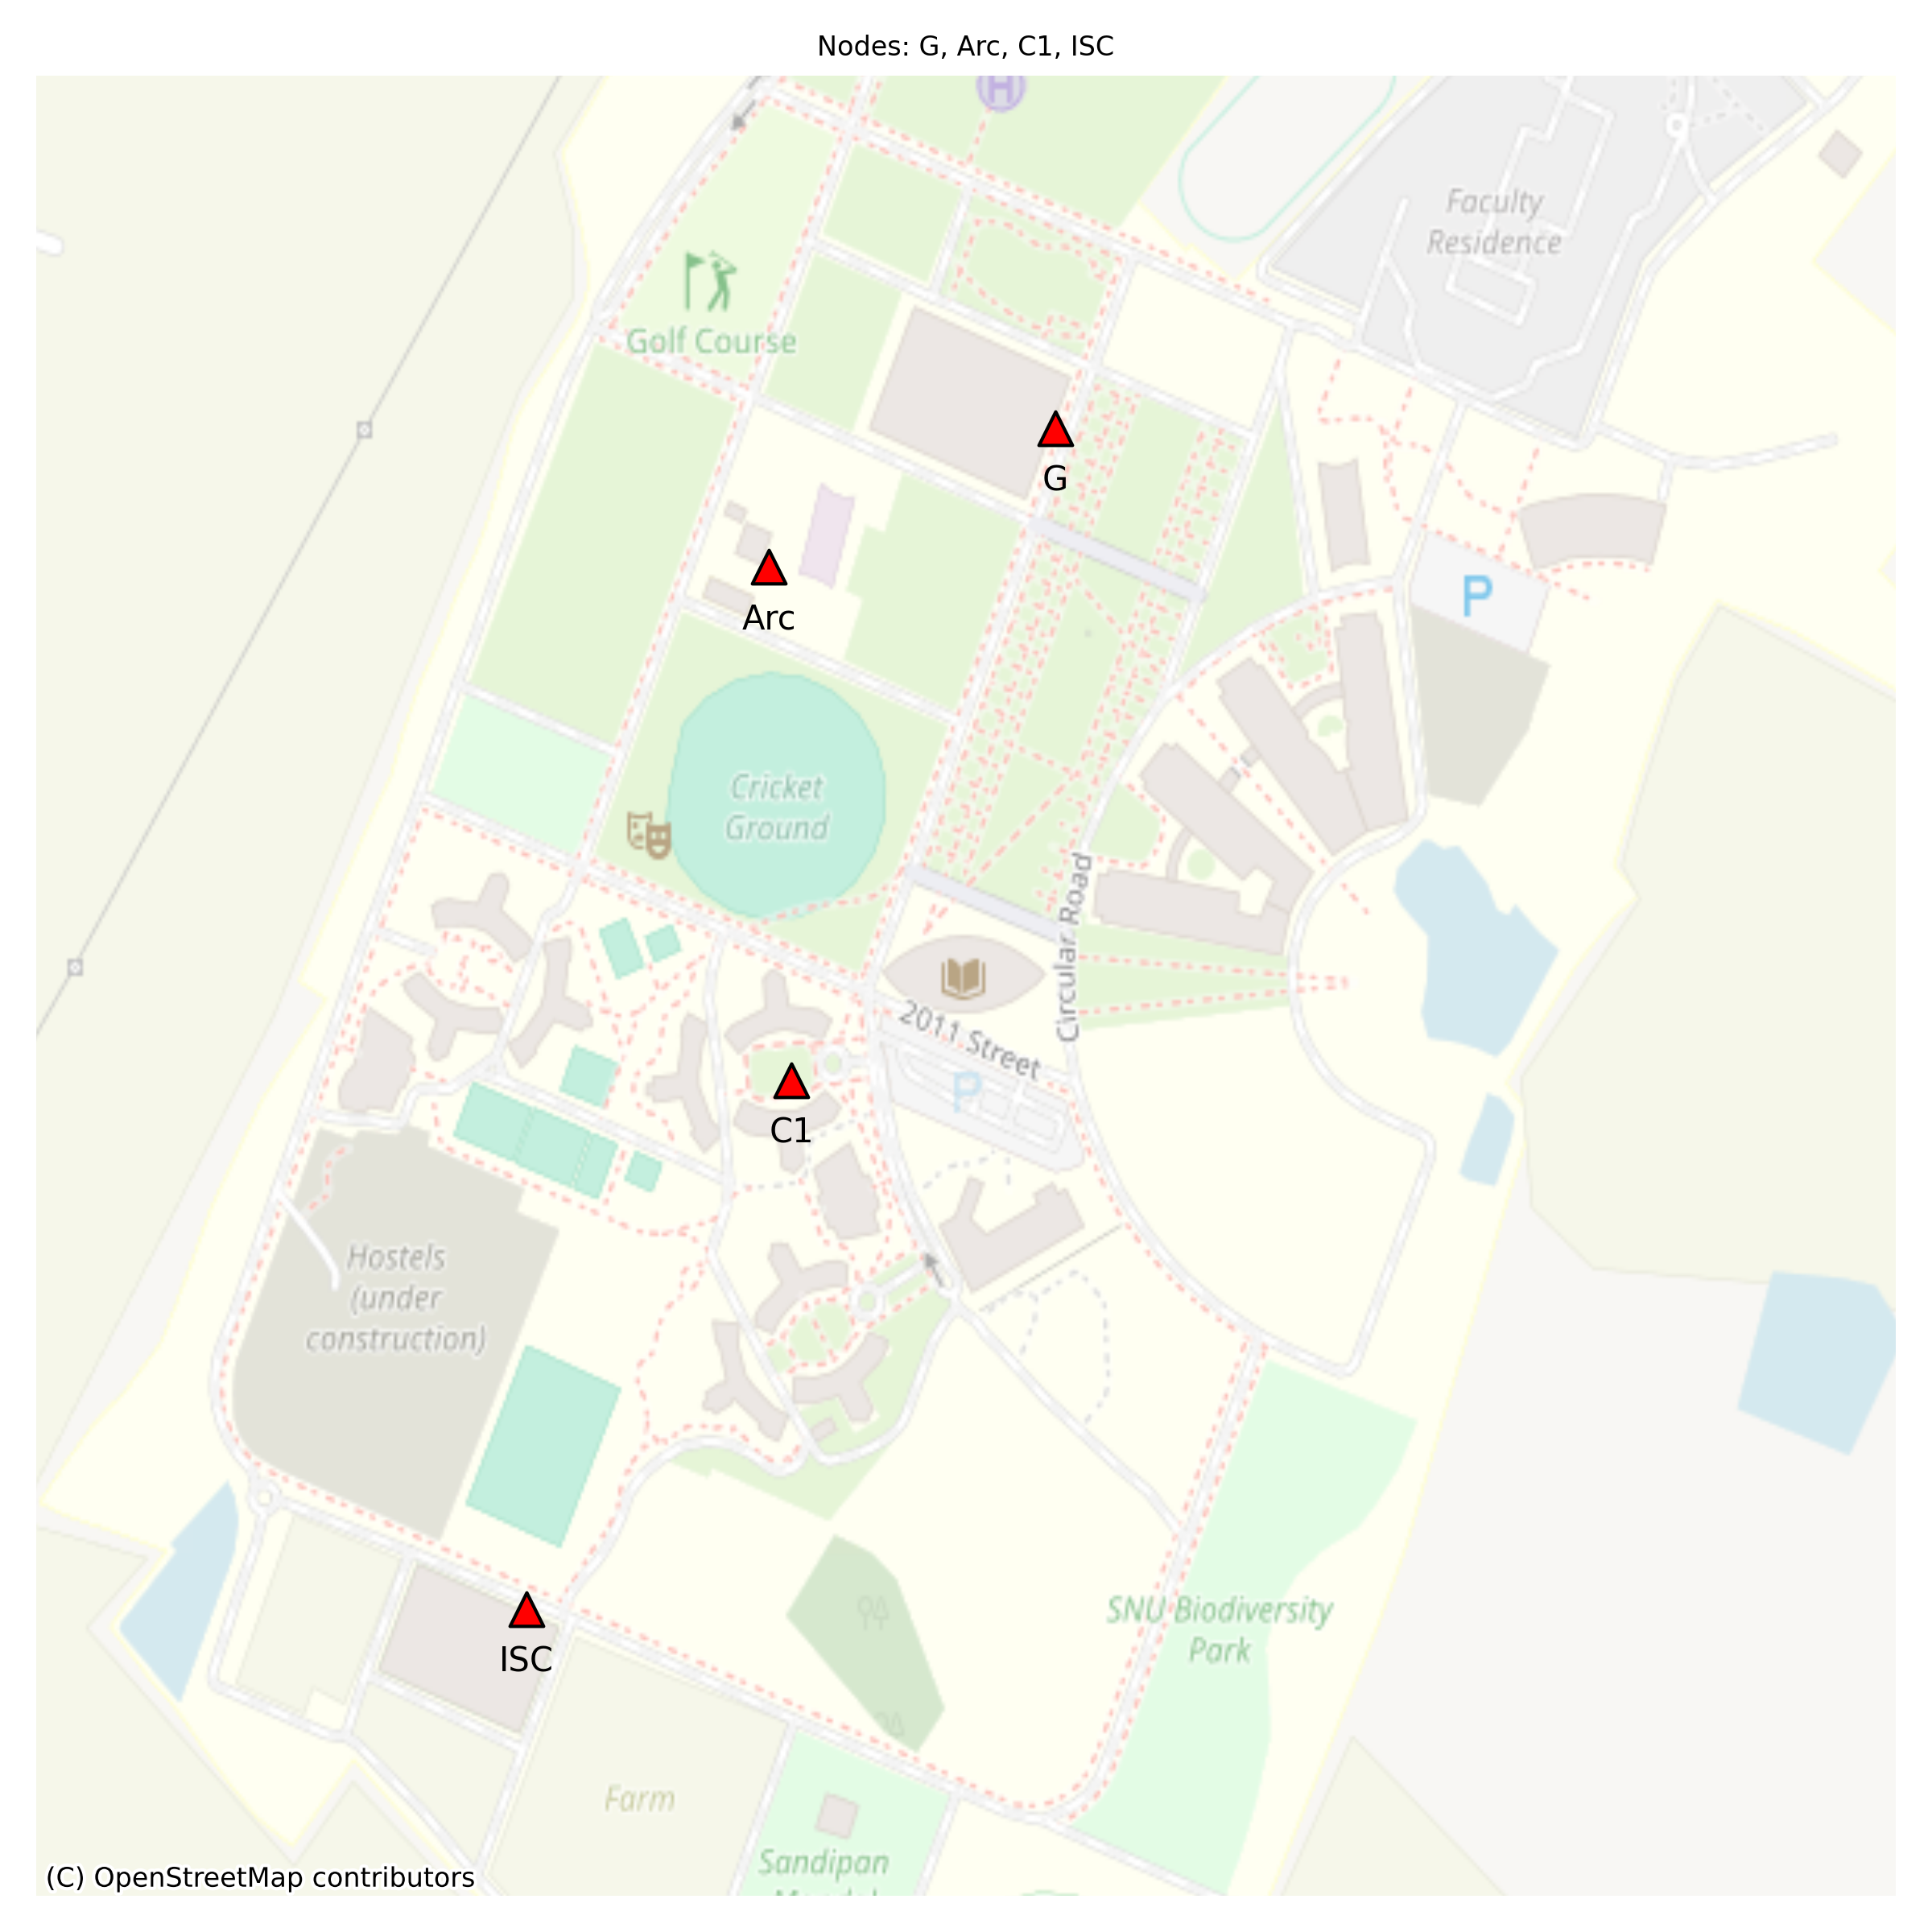 Nodes: G, Arc, C1, ISC
H
Faculty
Residence
Golf Course
G
Arc
P
Cricket
Ground
Circular Road
2011 Street
P
C1
Hostels
(under
construction)
ISC
SNU Biodiversity
Park
Farm
Sandipan
(C) OpenStreetMap contributors